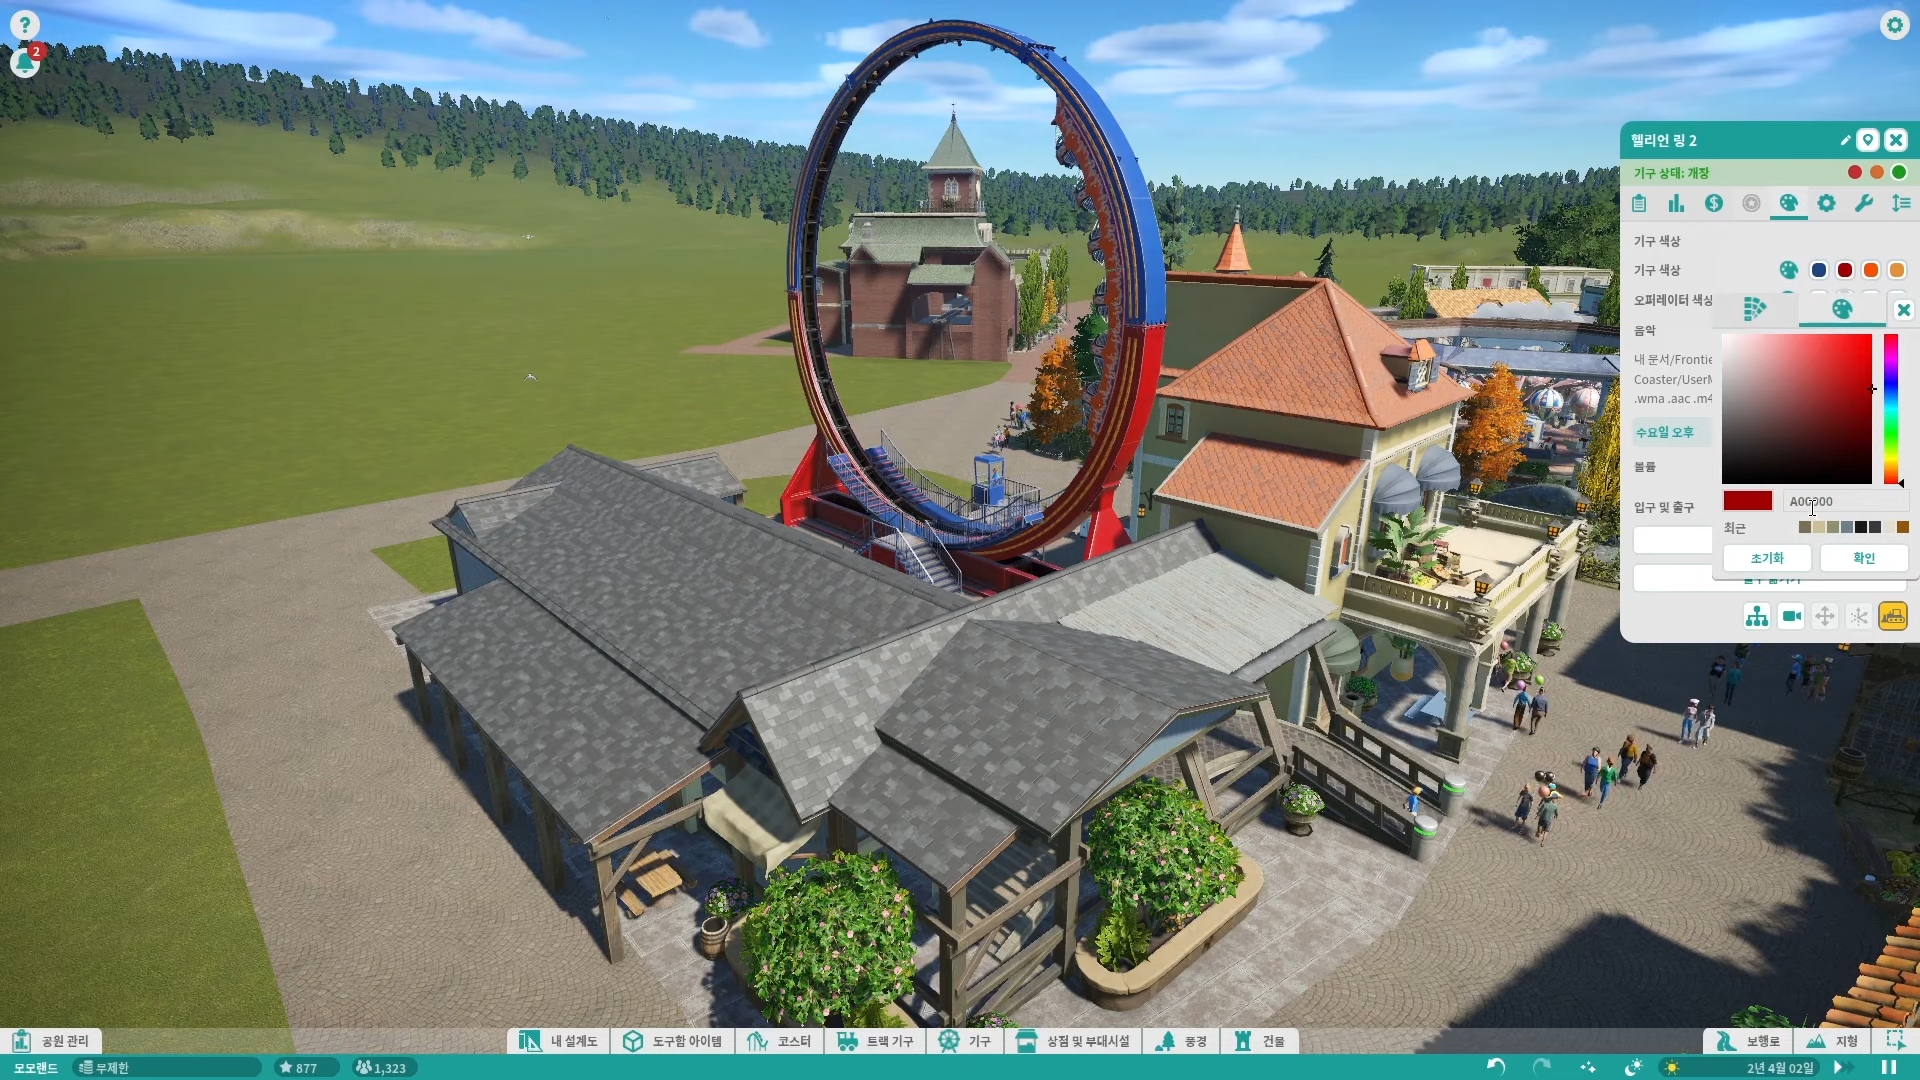 ?
2
헬리언 링 2
기구 상태: 개장
기구 색상
기구 색상
오퍼레이터 색상
음악
내 문서/Frontie
Coaster/UserM
.wma .aac .m4
수요일 오후
볼륨
A00000
입구 및 출구
최근
초기화
확인
공원 관리
내 설계도
도구함 아이템
코스터
트랙 기구
기구
상점 및 부대시설
풍경
건물
보행로
지형
모모랜드
무제한
877
1,323
2년 4월 02일